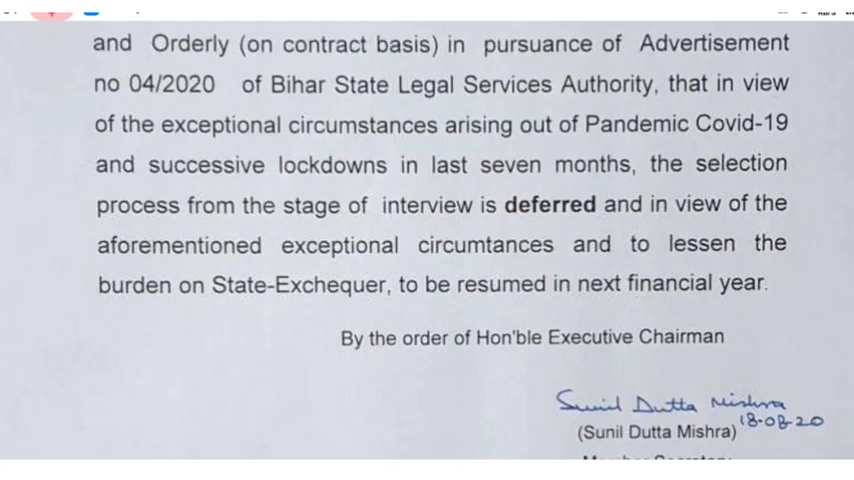 and Orderly (on contract basis) in pursuance of Advertisement
no 04/2020 of Bihar State Legal Services Authority, that in view
of the exceptional circumstances arising out of Pandemic Covid-19
and successive lockdowns in last seven months, the selection
process from the stage of interview is deferred and in view of the
aforementioned exceptional circumtances and to lessen the
burden on State-Exchequer, to be resumed in next financial year.
By the order of Hon'ble Executive Chairman
Sunil Dutta Mishra
18-08-20
(Sunil Dutta Mishra)